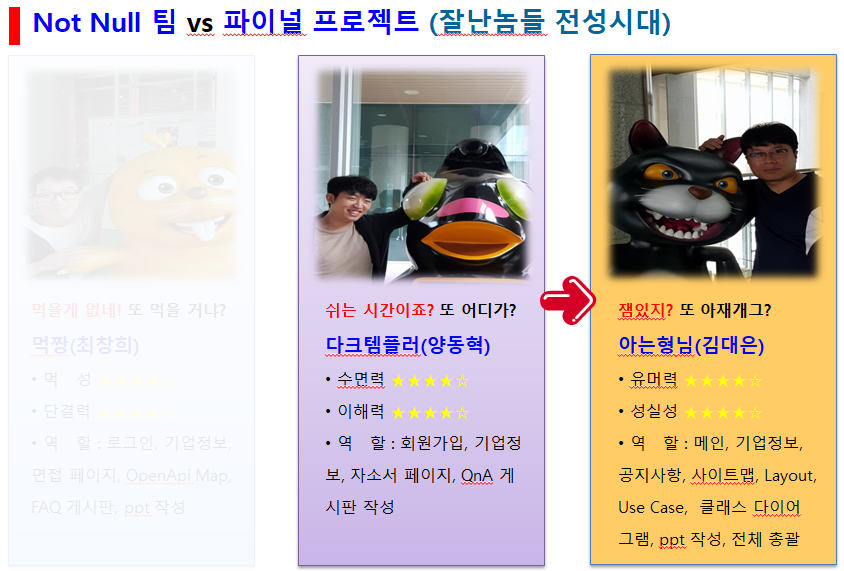 Not Null 팀 vs 파이널 프로젝트 (잘난놈들 전성시대)
먹을게 없네! 또 먹을 거냐?
먹짱(최창희)
• 먹 성 ★★★★☆
• 단결력 ★★★★☆
• 역 할 : 로그인, 기업정보,
면접 페이지, OpenApi Map,
FAQ 게시판, ppt 작성
쉬는 시간이죠? 또 어디가?
다크템플러(양동혁)
• 수면력 ★★★★☆
• 이해력 ★★★★☆
• 역 할 : 회원가입, 기업정
보, 자소서 페이지, QnA 게
시판 작성
잼있지? 또 아재개그?
아는형님(김대은)
• 유머력 ★★★★☆
• 성실성 ★★★★☆
• 역 할 : 메인, 기업정보,
공지사항, 사이트맵, Layout,
Use Case, 클래스 다이어
그램, ppt 작성, 전체 총괄